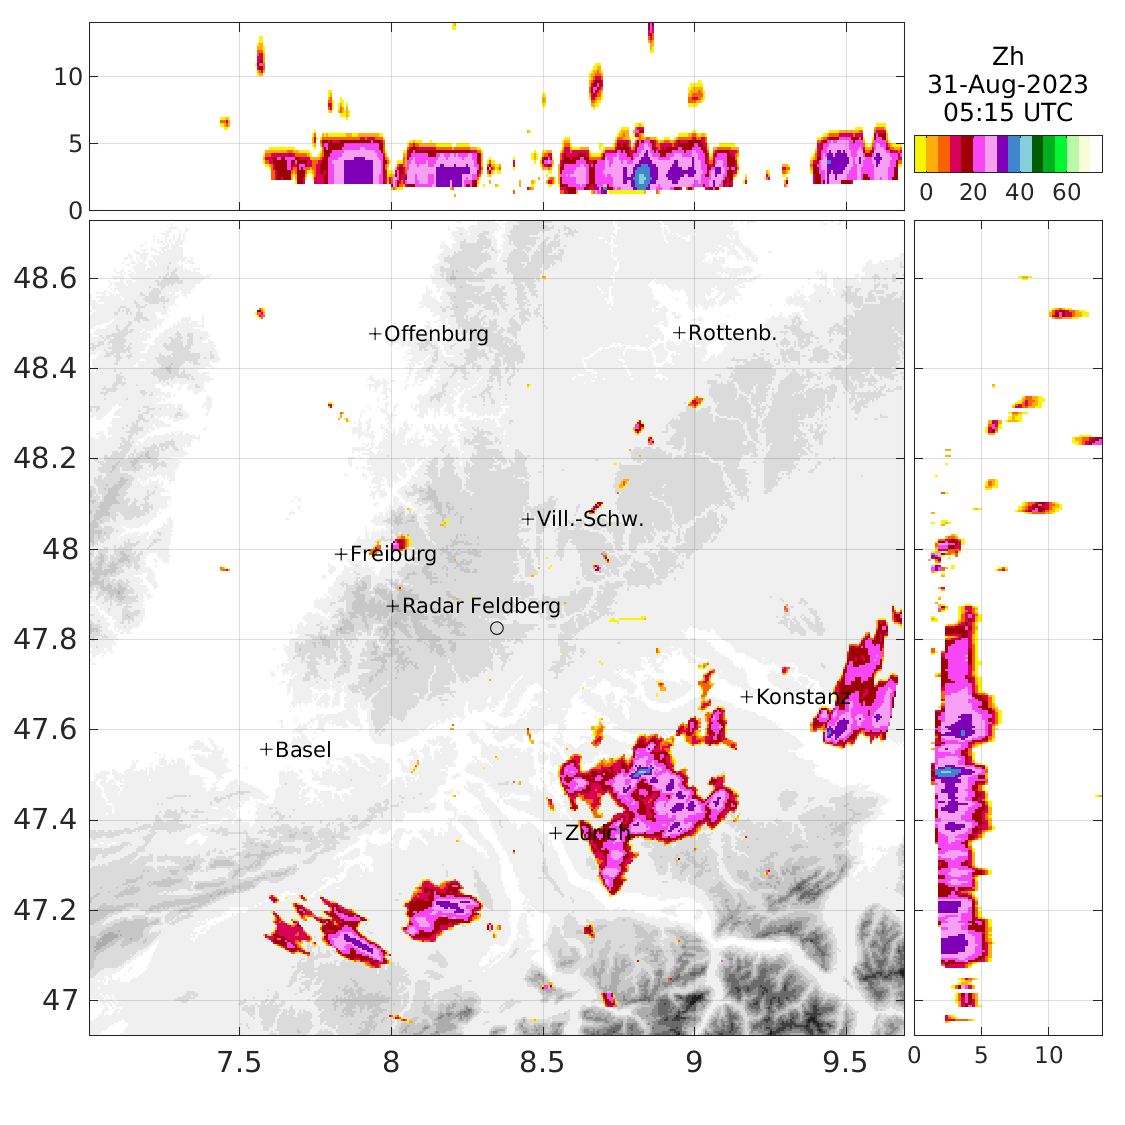 10
5
0
Zh
31-Aug-2023
05:15 UTC
0 20 40 60
48.6
48.4
48.2
48
47.8
47.6
47.4
47.2
47
+Offenburg
+Rottenb.
+Vill.-Schw.
+Freiburg
+Radar Feldberg
+Konstanz
+Basel
+Zürich
7.5 8 8.5 9 9.5
0 5 10